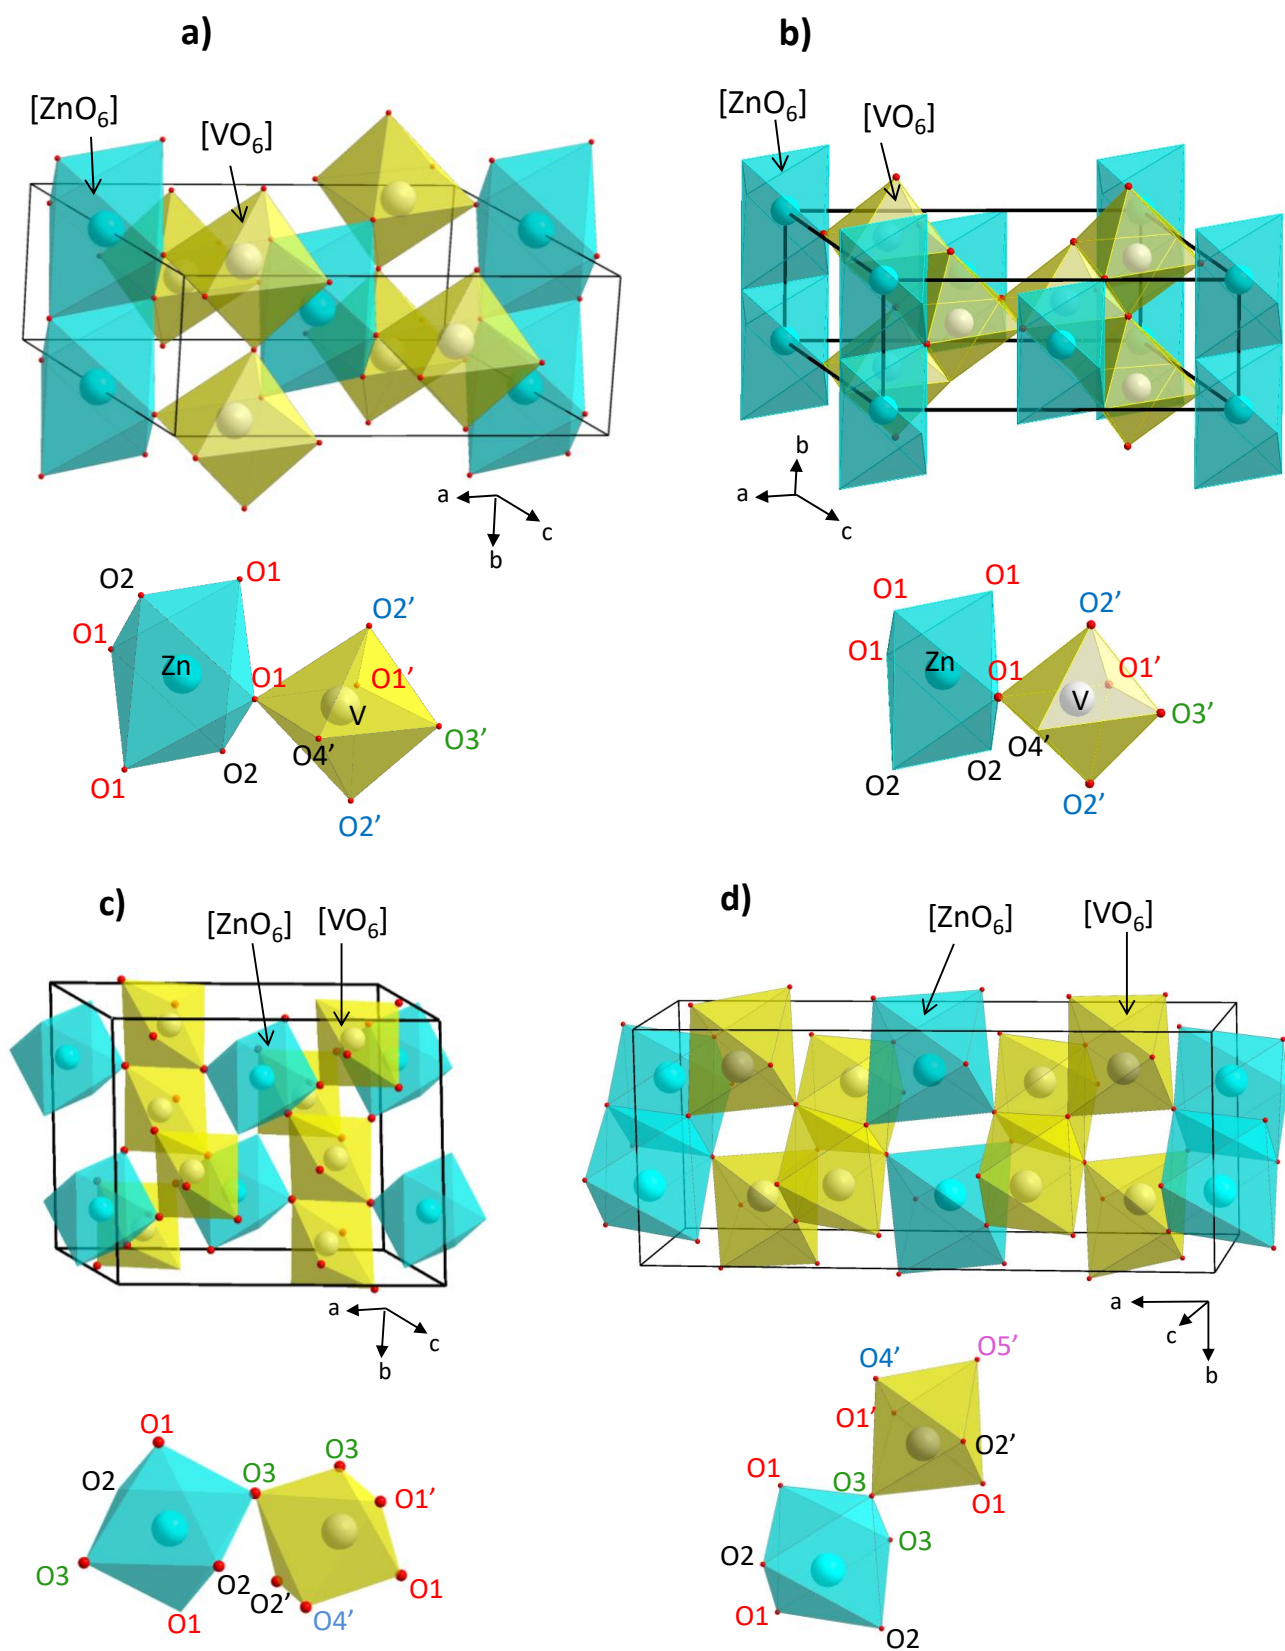 a)
b)
[ZnO₆]
[VO₆]
[ZnO₆]
[VO₆]
a
c
b
b
a
c
O2
O1
O2'
O1
Zn
O1
O1'
V
O4'
O3'
O1
O2
O2'
O1
O1
O2'
O1
Zn
O1
O1'
V
O3'
O4'
O2
O2
O2'
c)
d)
[ZnO₆]
[VO₆]
[ZnO₆]
[VO₆]
a
c
b
a
c
b
O1
O2
O3
O3
O1'
O3
O2
O2'
O1
O1
O4'
O4'
O5'
O1'
O2'
O1
O3
O1
O3
O2
O1
O2